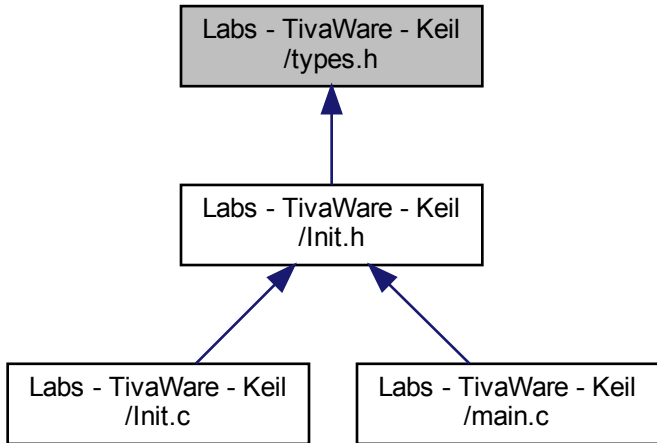 Labs - TivaWare - Keil
/types.h
Labs - TivaWare - Keil
/Init.h
Labs - TivaWare - Keil
/Init.c
Labs - TivaWare - Keil
/main.c